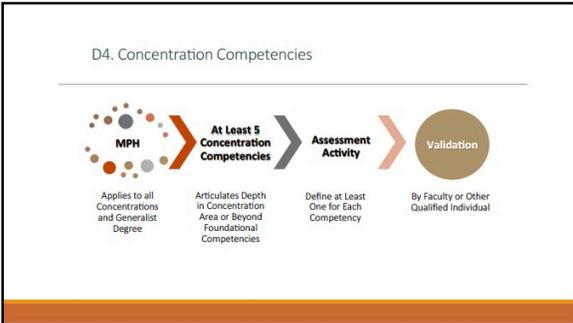 D4. Concentration Competencies
MPH
At Least 5
Concentration
Competencies
Assessment
Activity
Validation
Applies to all
Concentrations
and Generalist
Degree
Articulates Depth
in Concentration
Area or Beyond
Foundational
Competencies
Define at Least
One for Each
Competency
By Faculty or Other
Qualified Individual